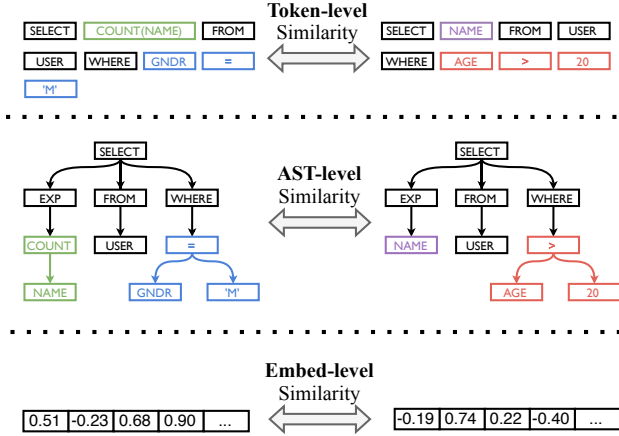 Token-level
Similarity
SELECT COUNT(NAME) FROM
USER WHERE GNDR =
'M'
SELECT NAME FROM USER
WHERE AGE > 20
AST-level
Similarity
SELECT
EXP FROM WHERE
COUNT USER =
NAME GNDR 'M'
SELECT
EXP FROM WHERE
NAME USER >
AGE 20
Embed-level
Similarity
0.51 -0.23 0.68 0.90 ...
-0.19 0.74 0.22 -0.40 ...